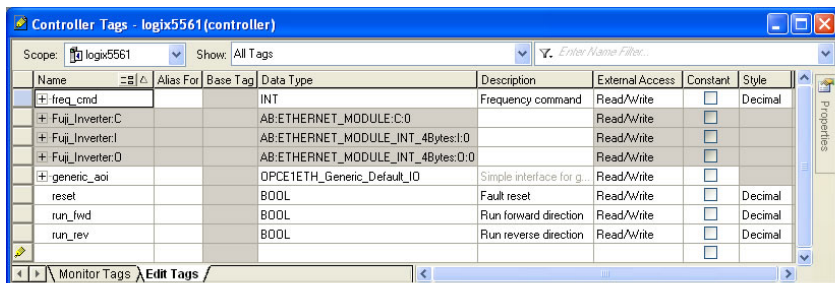 Controller Tags - logix5561(controller)
Scope: logix5561 Show: All Tags Enter Name Filter...
Name Alias For Base Tag Data Type Description External Access Constant Style
freq_cmd INT Frequency command Read/Write Decimal
Fuji_Inverter:C AB:ETHERNET_MODULE:C:0 Read/Write
Fuji_Inverter:I AB:ETHERNET_MODULE_INT_4Bytes:I:0 Read/Write
Fuji_Inverter:O AB:ETHERNET_MODULE_INT_4Bytes:O:0 Read/Write
generic_aoi OPCE1ETH_Generic_Default_IO Simple interface for g... Read/Write
reset BOOL Fault reset Read/Write Decimal
run_fwd BOOL Run forward direction Read/Write Decimal
run_rev BOOL Run reverse direction Read/Write Decimal
Monitor Tags Edit Tags
Properties